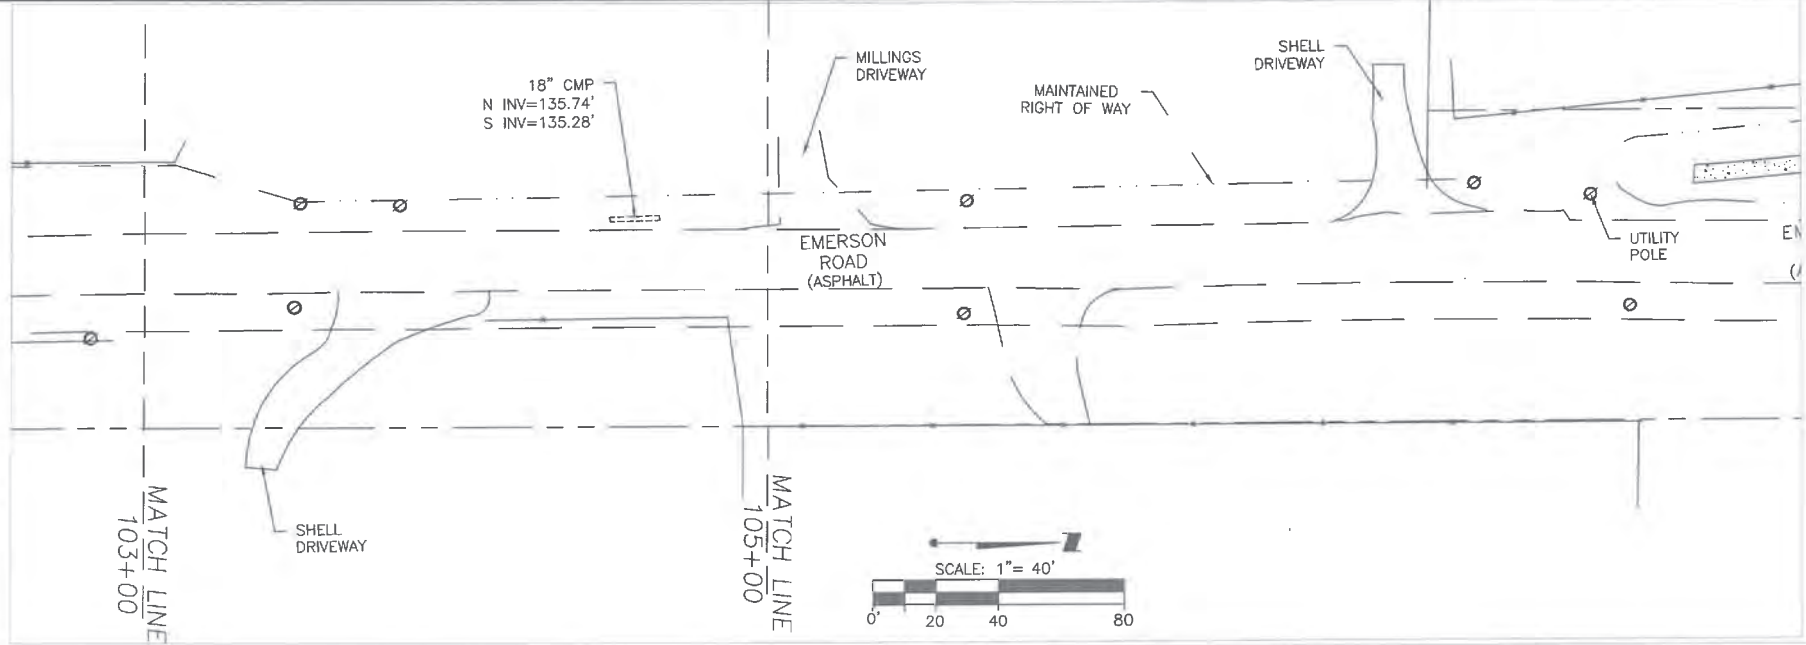 18" CMP
N INV=135.74'
S INV=135.28'
MILLINGS
DRIVEWAY
MAINTAINED
RIGHT OF WAY
SHELL
DRIVEWAY
UTILITY
POLE
EMERSON
ROAD
(ASPHALT)
SHELL
DRIVEWAY
MATCH LINE
103+00
MATCH LINE
105+00
Z
SCALE: 1"= 40'
0' 20 40 80